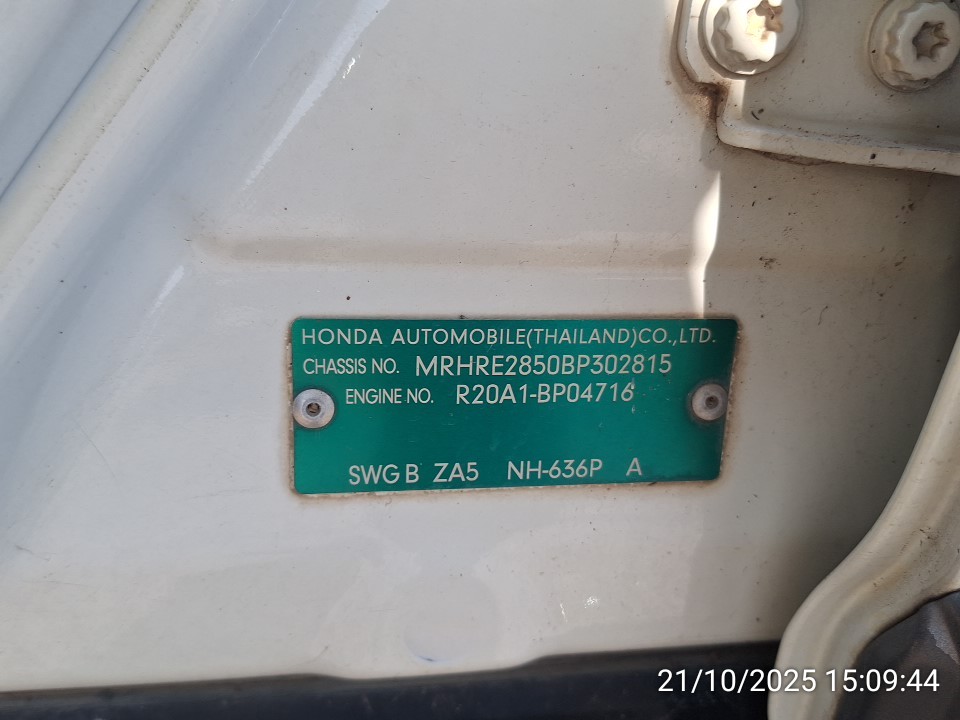 HONDA AUTOMOBILE(THAILAND)CO.,LTD.
CHASSIS NO. MRHRE2850BP302815
ENGINE NO. R20A1-BP04716
SWG B ZA5 NH-636P A
21/10/2025 15:09:44